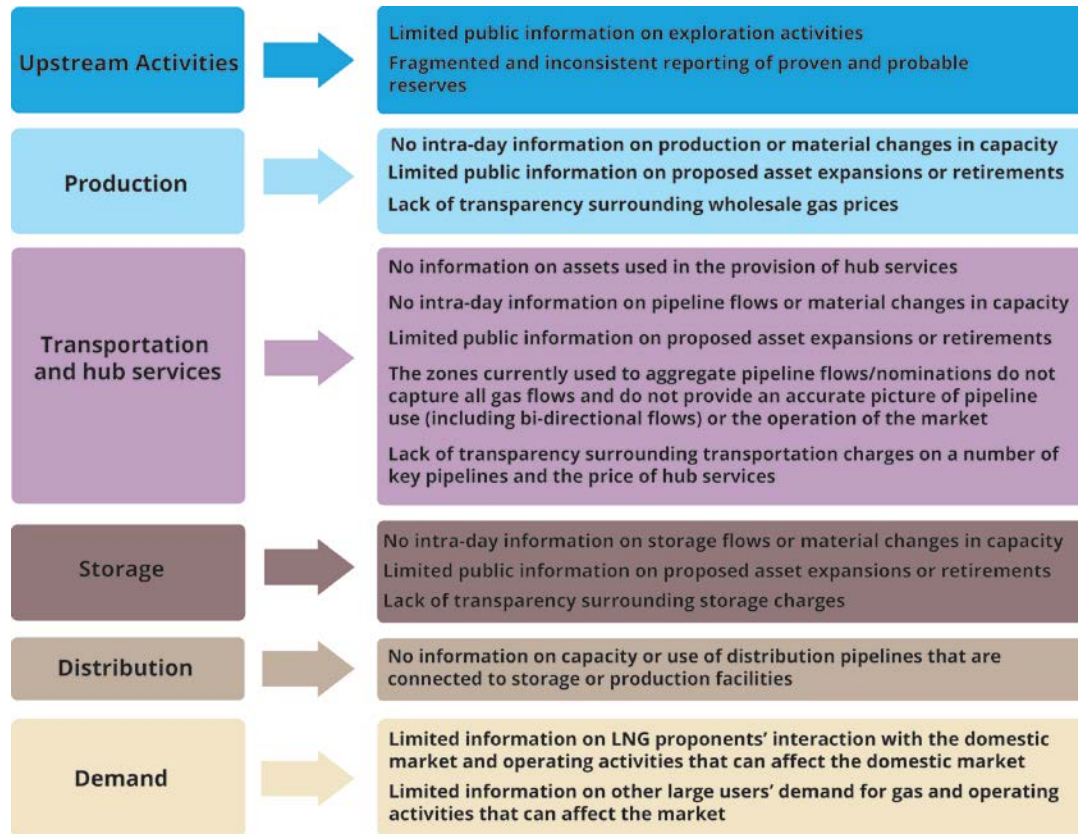 Upstream Activities
Limited public information on exploration activities
Fragmented and inconsistent reporting of proven and probable
reserves
Production
No intra-day information on production or material changes in capacity
Limited public information on proposed asset expansions or retirements
Lack of transparency surrounding wholesale gas prices
Transportation
and hub services
No information on assets used in the provision of hub services
No intra-day information on pipeline flows or material changes in capacity
Limited public information on proposed asset expansions or retirements
The zones currently used to aggregate pipeline flows/nominations do not
capture all gas flows and do not provide an accurate picture of pipeline
use (including bi-directional flows) or the operation of the market
Lack of transparency surrounding transportation charges on a number of
key pipelines and the price of hub services
Storage
No intra-day information on storage flows or material changes in capacity
Limited public information on proposed asset expansions or retirements
Lack of transparency surrounding storage charges
Distribution
No information on capacity or use of distribution pipelines that are
connected to storage or production facilities
Demand
Limited information on LNG proponents’ interaction with the domestic
market and operating activities that can affect the domestic market
Limited information on other large users’ demand for gas and operating
activities that can affect the market